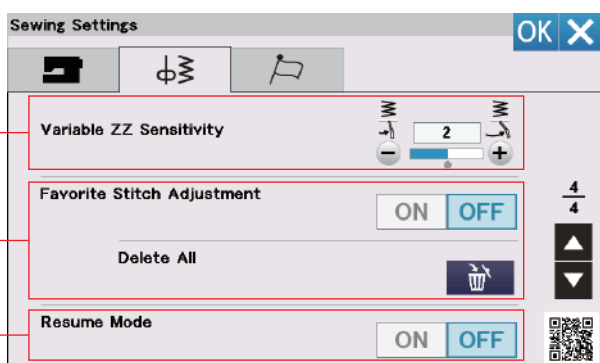 Sewing Settings
OK
Variable ZZ Sensitivity
2
Favorite Stitch Adjustment
ON OFF
4
4
Delete All
Resume Mode
ON OFF